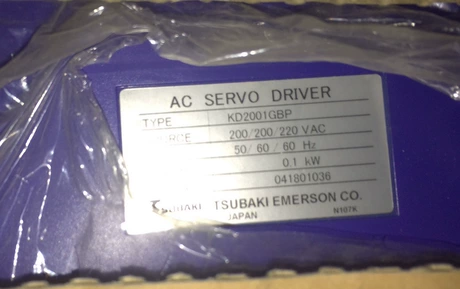 AC SERVO DRIVER
TYPE KD2001GBP
RCE 200/200/220 VAC
50/60/60 Hz
0.1 kW
041801036
TSUBAKI EMERSON CO.
JAPAN N107K